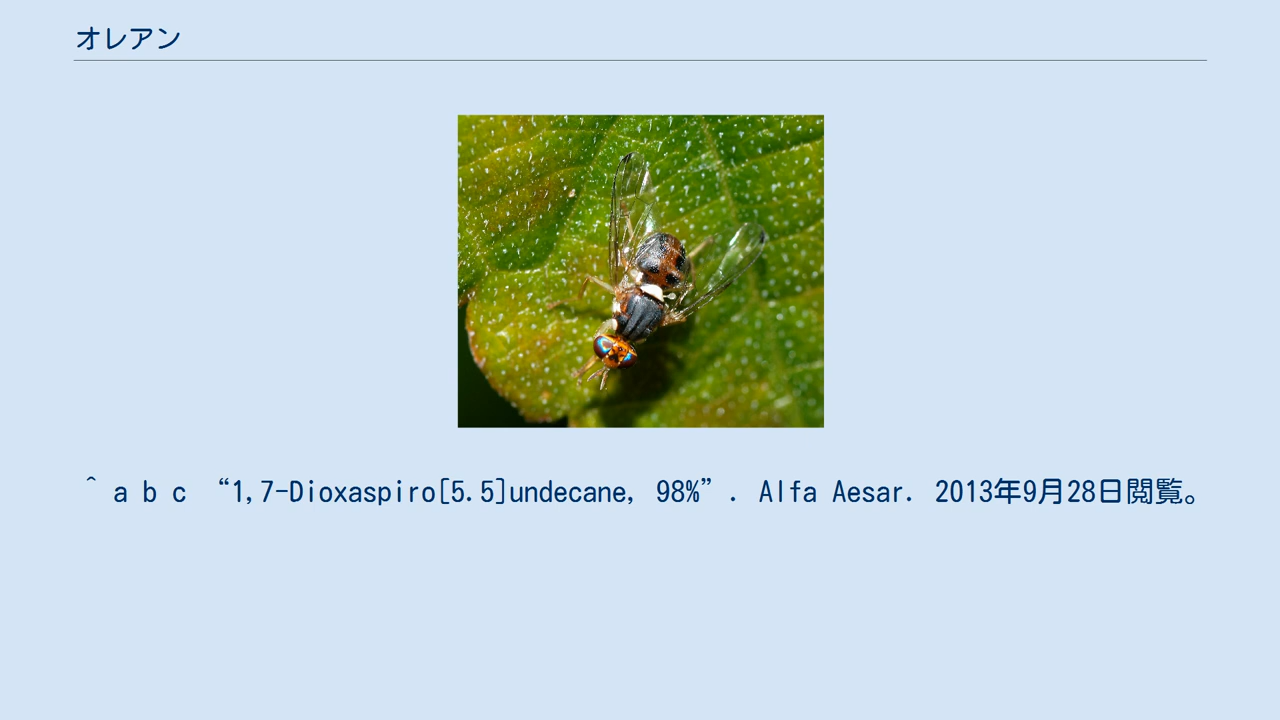 オレアン
^ a b c “1,7-Dioxaspiro[5.5]undecane, 98%”. Alfa Aesar. 2013年9月28日閲覧。